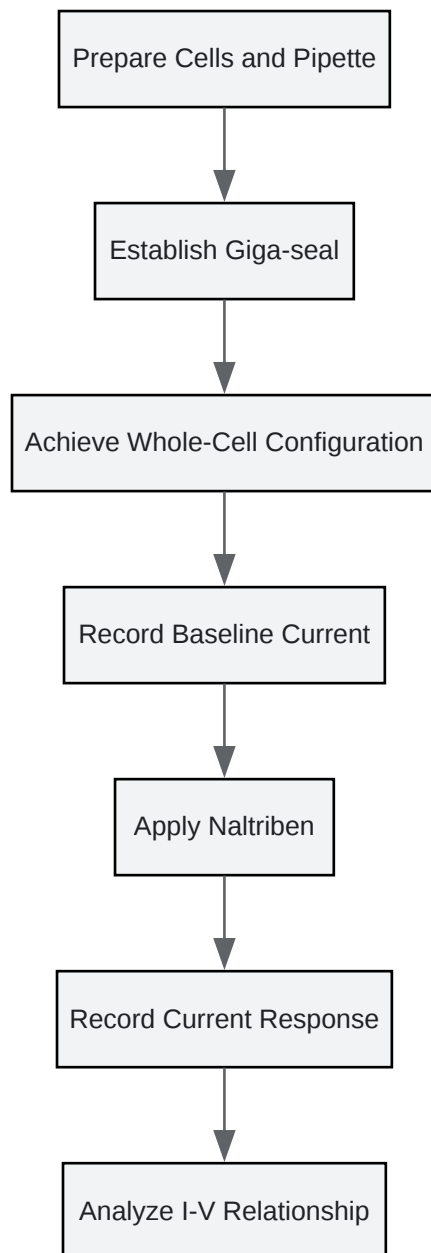 Prepare Cells and Pipette
Establish Giga-seal
Achieve Whole-Cell Configuration
Record Baseline Current
Apply Naltriben
Record Current Response
Analyze I-V Relationship